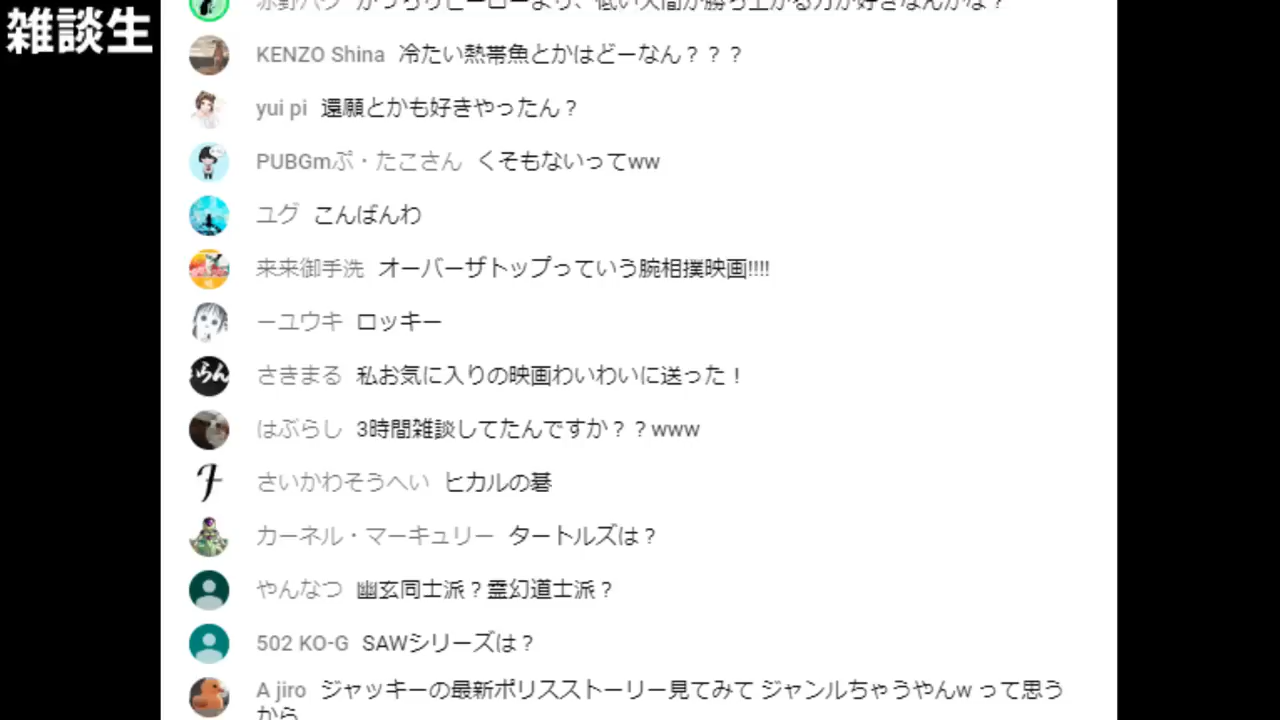 雑談生
KENZO Shina 冷たい熱帯魚とかはどーなん？？？
yui pi 還願とかも好きやったん？
PUBGmぷ・たこさん くそもないってww
ユグ こんばんわ
来来御手洗 オーバーザトップっていう腕相撲映画!!!!
ーユウキ ロッキー
らん
さきまる 私お気に入りの映画わいわいに送った！
はぶらし 3時間雑談してたんですか？？www
さいかわそうへい ヒカルの碁
カーネル・マーキュリー タートルズは？
やんなつ 幽玄同士派？霊幻道士派？
502 KO-G SAWシリーズは？
A jiro ジャッキーの最新ポリスストーリー見てみて ジャンルちゃうやんw って思う
から